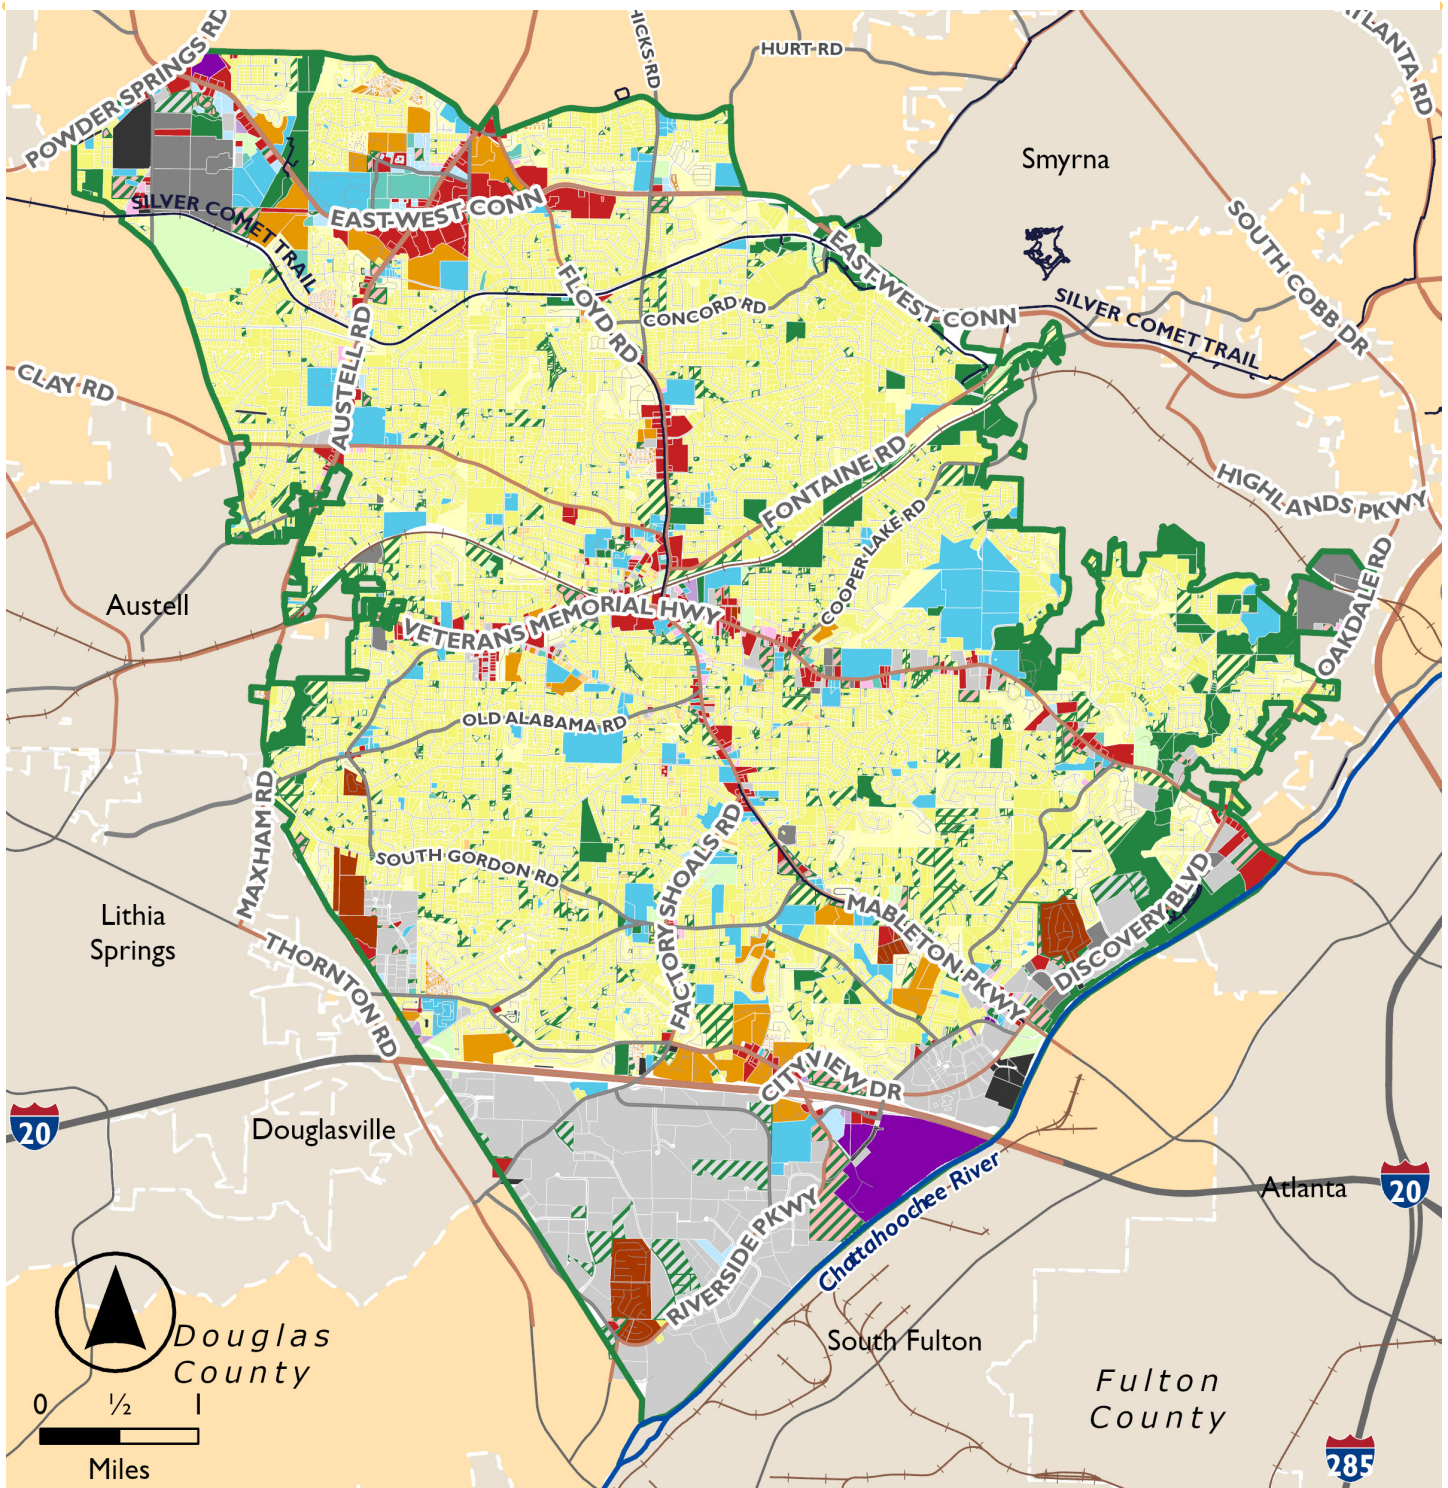 POWDER SPRINGS RD
HICKS RD
HURT RD
ATLANTA RD
Smyrna
SILVER COMET TRAIL
EAST-WEST CONN
SOUTH COBB DR
EAST-WEST CONN
FLOYD RD
CONCORD RD
SILVER COMET TRAIL
CLAY RD
AUSTELL RD
FONTAINE RD
HIGHLANDS PKWY
COOPER LAKE RD
OAKDALE RD
Austell
VETERANS MEMORIAL HWY
OLD ALABAMA RD
MAXHAM RD
SOUTH GORDON RD
FACTORY SHOALS RD
MABLETON PKWY
DISCOVERY BLVD
Lithia
Springs
THORNTON RD
CITYVIEW DR
20
Douglasville
Atlanta
20
RIVERSIDE PKWY
Chattahoochee River
Douglas
County
South Fulton
Fulton
County
0 ½ 1
Miles
285